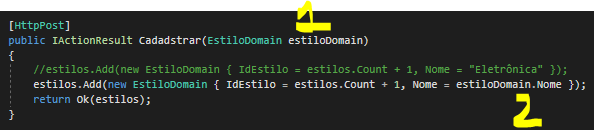 1
[HttpPost]
public IActionResult Cadadstrar(EstiloDomain estiloDomain)
{
//estilos.Add(new EstiloDomain { IdEstilo = estilos.Count + 1, Nome = "Eletrônica" });
estilos.Add(new EstiloDomain { IdEstilo = estilos.Count + 1, Nome = estiloDomain.Nome });
return Ok(estilos);
2
}